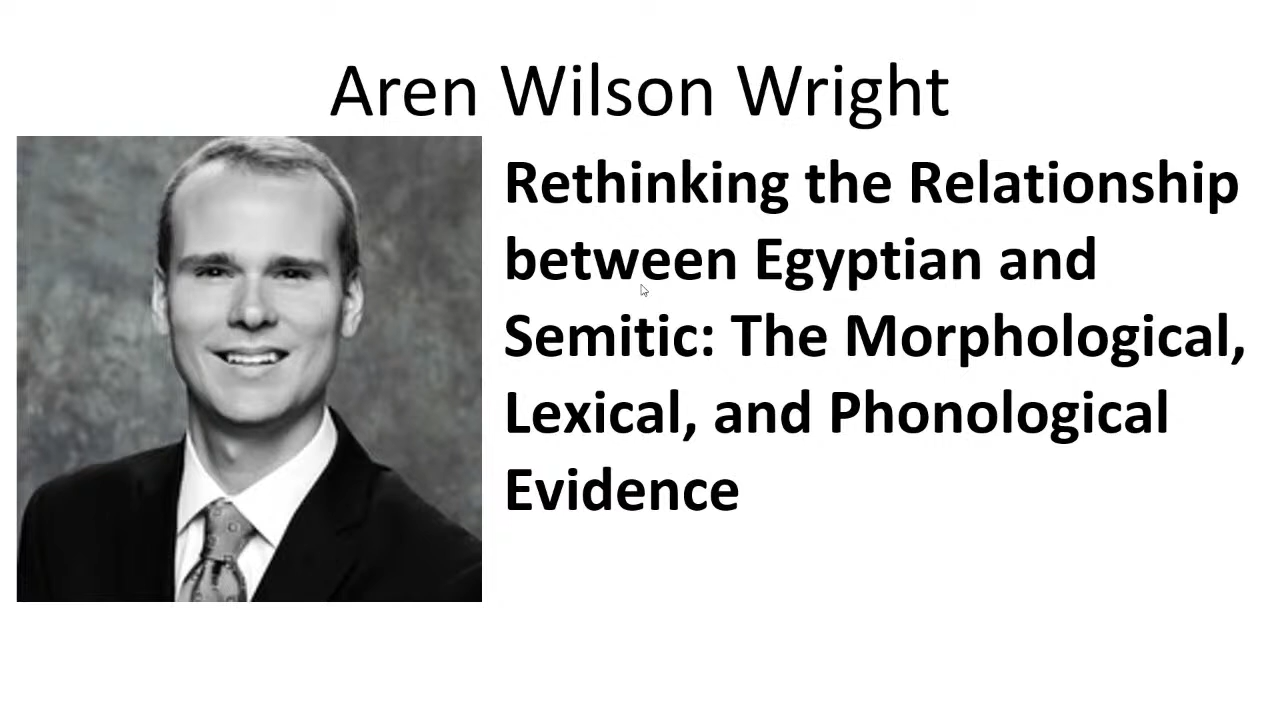 Aren Wilson Wright
Rethinking the Relationship
between Egyptian and
Semitic: The Morphological,
Lexical, and Phonological
Evidence